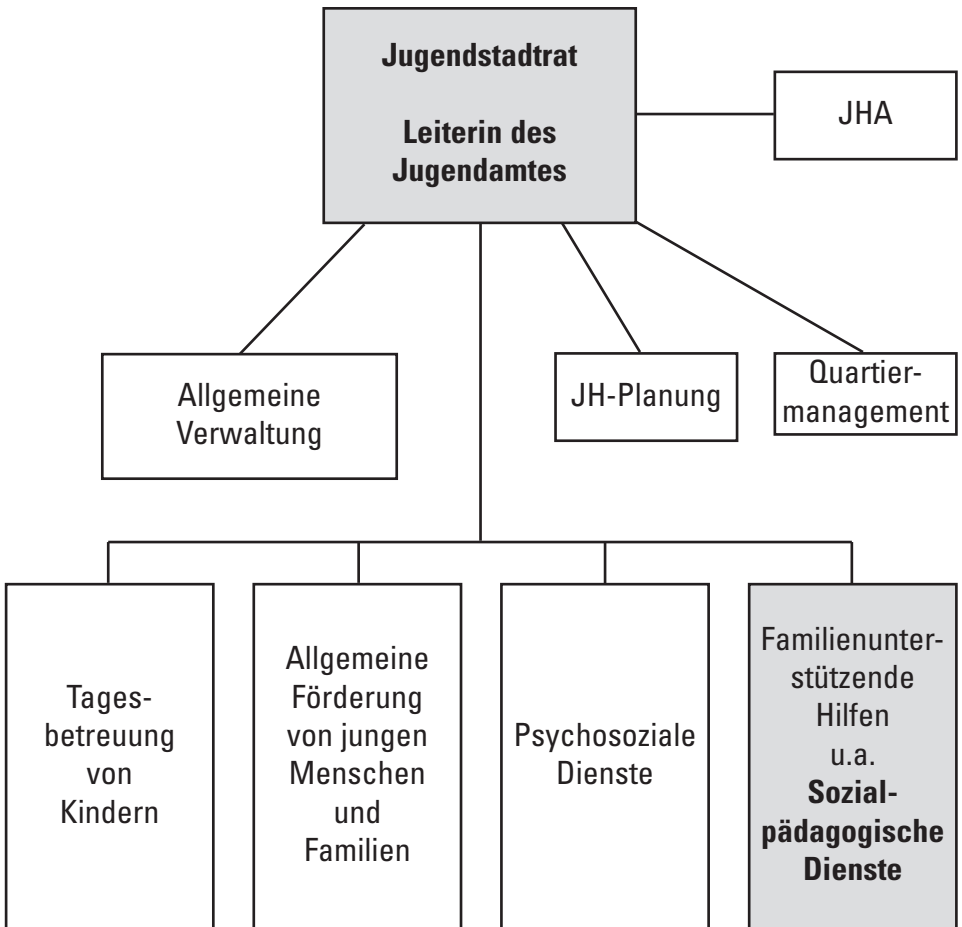 Jugendstadtrat
Leiterin des
Jugendamtes
JHA
Allgemeine
Verwaltung
JH-Planung
Quartier-
management
Tages-
betreuung
von
Kindern
Allgemeine
Förderung
von jungen
Menschen
und
Familien
Psychosoziale
Dienste
Familienunter-
stützende
Hilfen
u.a.
Sozial-
pädagogische
Dienste